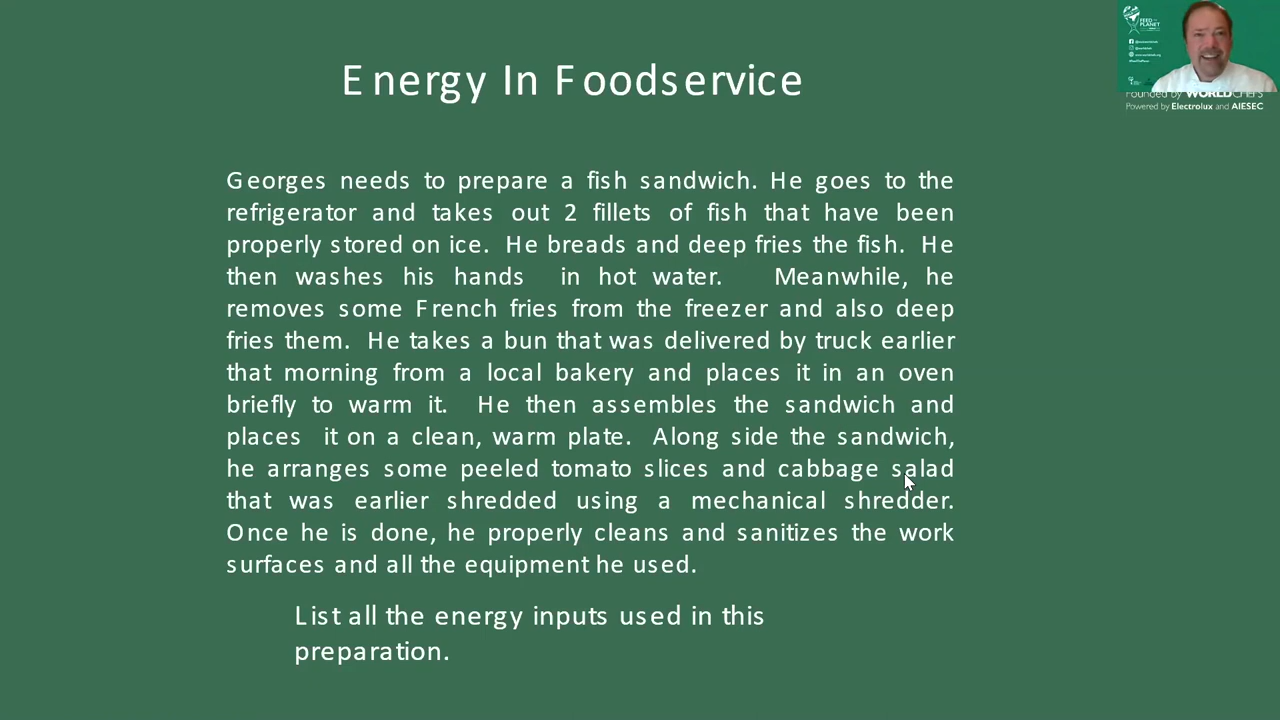 Energy In Foodservice
FEED THE
PLANET
Founded by WORLDCHEFS
Powered by Electrolux and AIESEC
Georges needs to prepare a fish sandwich. He goes to the
refrigerator and takes out 2 fillets of fish that have been
properly stored on ice. He breads and deep fries the fish. He
then washes his hands in hot water. Meanwhile, he
removes some French fries from the freezer and also deep
fries them. He takes a bun that was delivered by truck earlier
that morning from a local bakery and places it in an oven
briefly to warm it. He then assembles the sandwich and
places it on a clean, warm plate. Along side the sandwich,
he arranges some peeled tomato slices and cabbage salad
that was earlier shredded using a mechanical shredder.
Once he is done, he properly cleans and sanitizes the work
surfaces and all the equipment he used.
List all the energy inputs used in this
preparation.